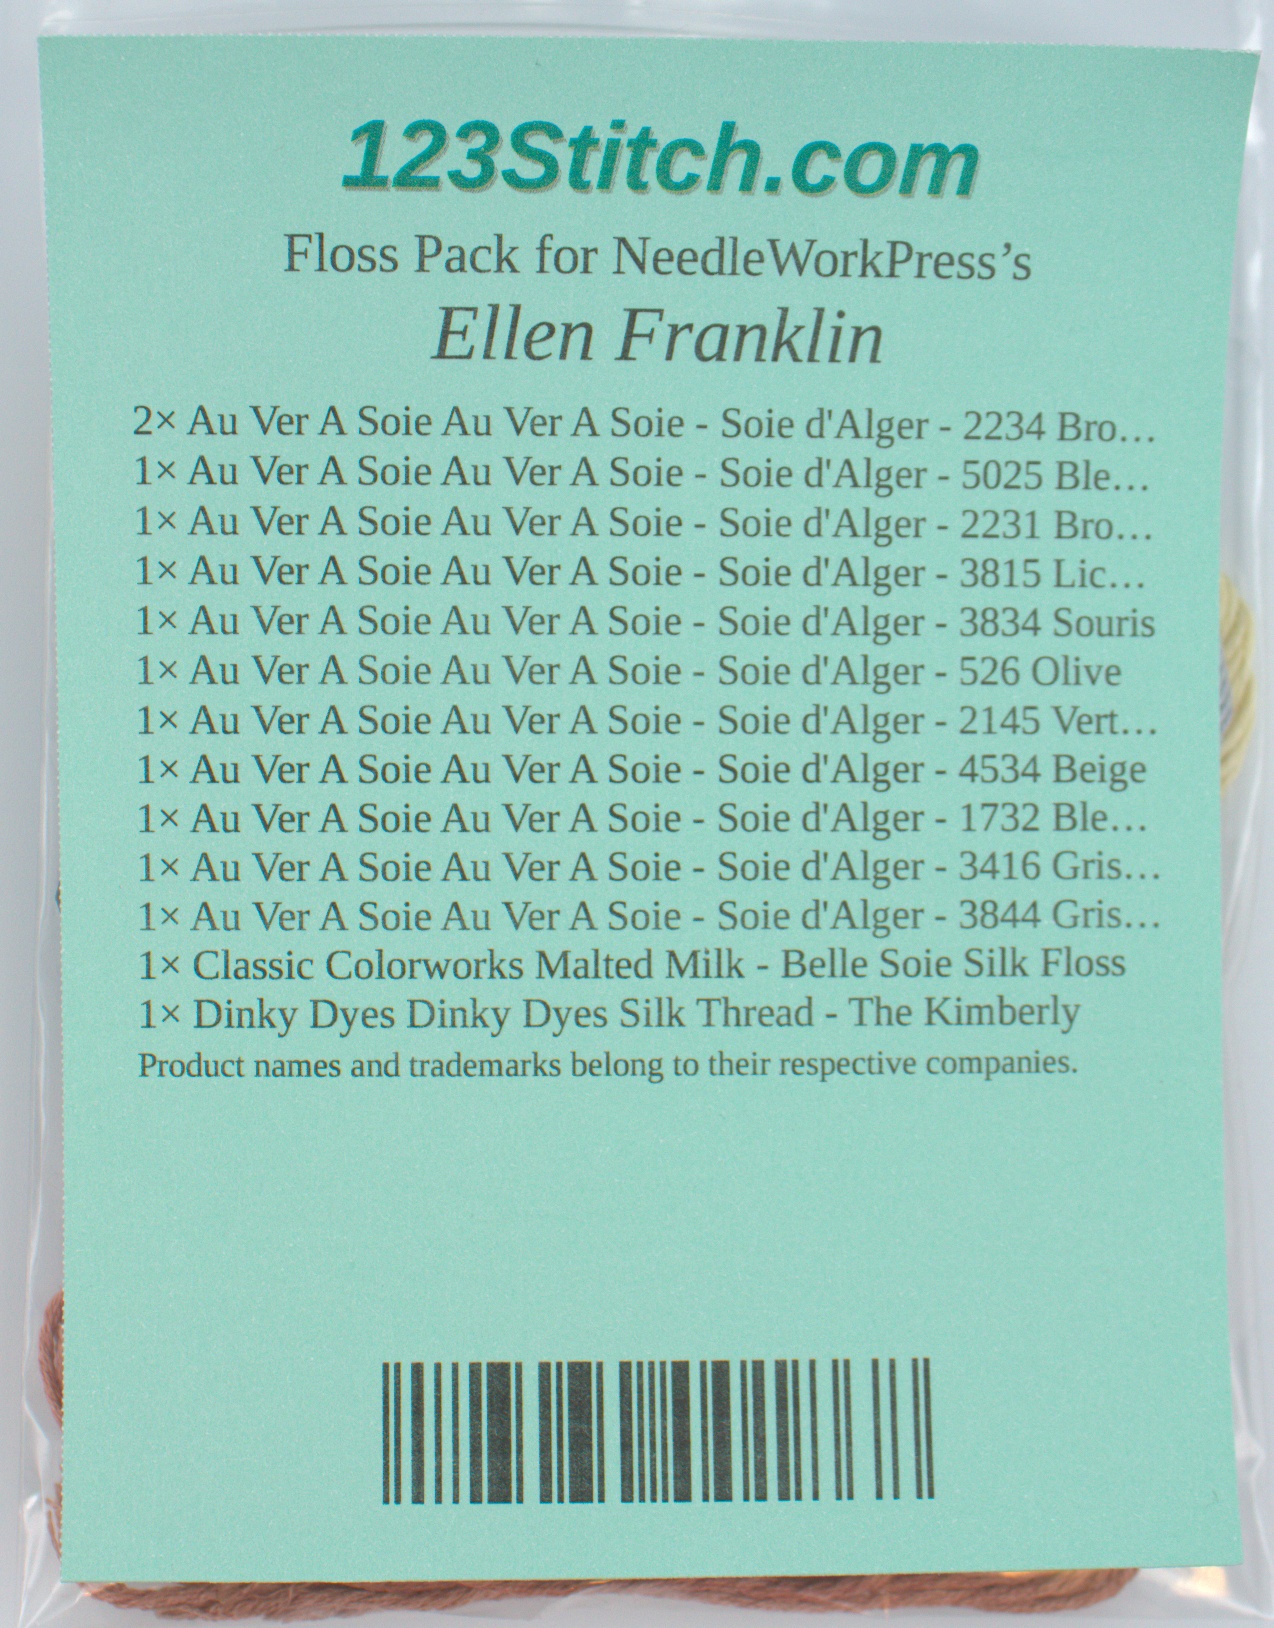 123Stitch.com
Floss Pack for NeedleWorkPress’s
Ellen Franklin
2× Au Ver A Soie Au Ver A Soie - Soie d'Alger - 2234 Bro…
1× Au Ver A Soie Au Ver A Soie - Soie d'Alger - 5025 Ble…
1× Au Ver A Soie Au Ver A Soie - Soie d'Alger - 2231 Bro…
1× Au Ver A Soie Au Ver A Soie - Soie d'Alger - 3815 Lic…
1× Au Ver A Soie Au Ver A Soie - Soie d'Alger - 3834 Souris
1× Au Ver A Soie Au Ver A Soie - Soie d'Alger - 526 Olive
1× Au Ver A Soie Au Ver A Soie - Soie d'Alger - 2145 Vert…
1× Au Ver A Soie Au Ver A Soie - Soie d'Alger - 4534 Beige
1× Au Ver A Soie Au Ver A Soie - Soie d'Alger - 1732 Ble…
1× Au Ver A Soie Au Ver A Soie - Soie d'Alger - 3416 Gris…
1× Au Ver A Soie Au Ver A Soie - Soie d'Alger - 3844 Gris…
1× Classic Colorworks Malted Milk - Belle Soie Silk Floss
1× Dinky Dyes Dinky Dyes Silk Thread - The Kimberly
Product names and trademarks belong to their respective companies.